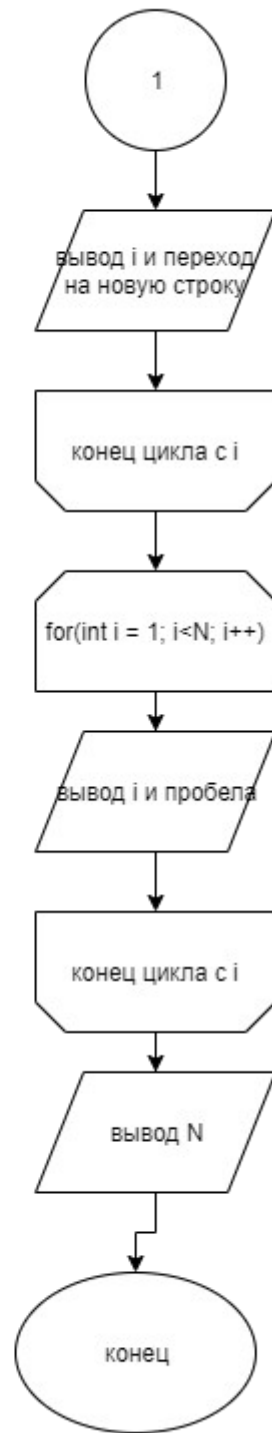 1
вывод i и переход
на новую строку
конец цикла с i
for(int i = 1; i<N; i++)
вывод i и пробела
конец цикла с i
вывод N
конец